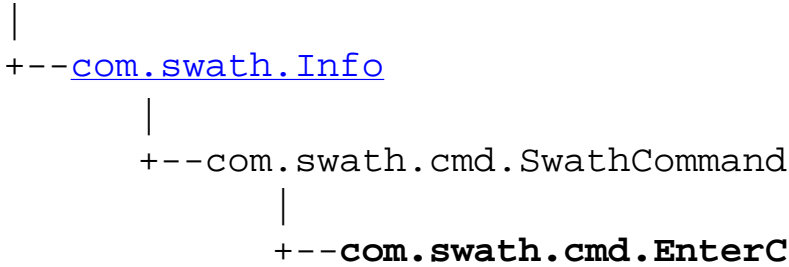 |
+--com.swath.Info
|
+--com.swath.cmd.SwathCommand
|
+--com.swath.cmd.EnterC